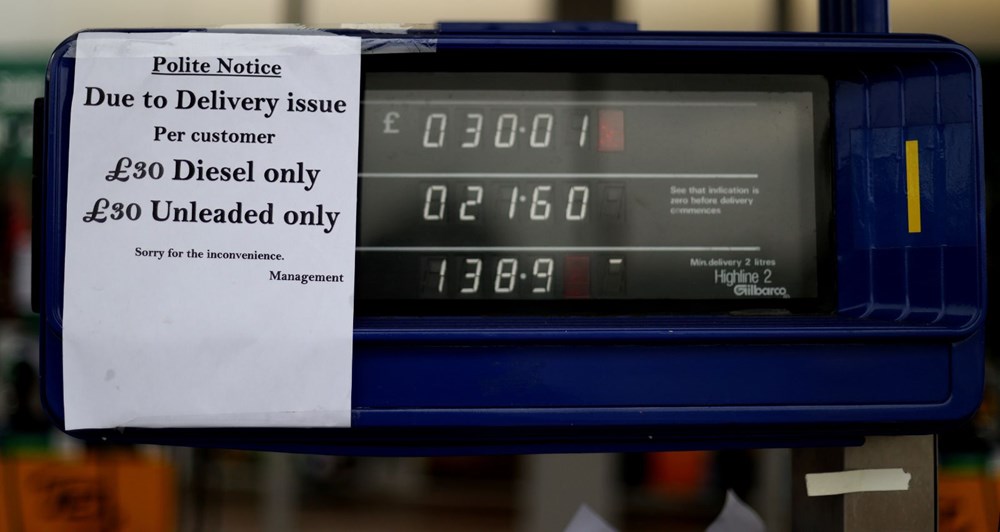 Polite Notice
Due to Delivery issue
Per customer
£30 Diesel only
£30 Unleaded only
Sorry for the inconvenience.
Management
£ 030.01
021.60
See that indication is
zero before delivery
commences
138.9
Min.delivery 2 litres
Highline 2
Gilbarco